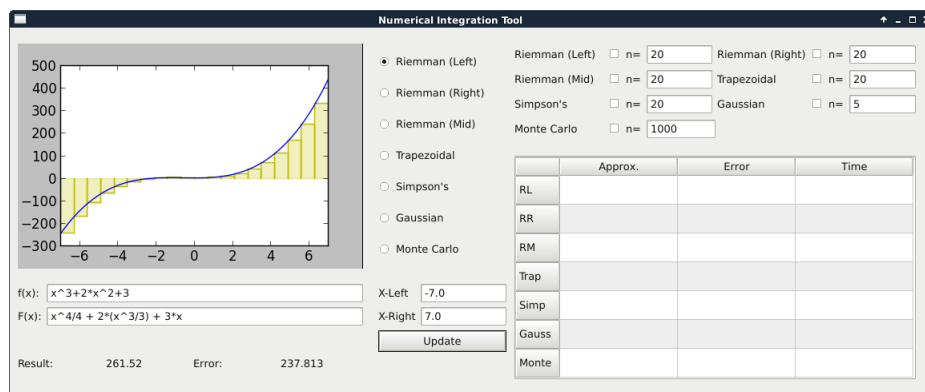 Numerical Integration Tool
500
400
300
200
100
0
−100
−200
−300
−6 −4 −2 0 2 4 6
Riemman (Left)
Riemman (Right)
Riemman (Mid)
Trapezoidal
Simpson's
Gaussian
Monte Carlo
f(x): x^3+2*x^2+3
F(x): x^4/4 + 2*(x^3/3) + 3*x
X-Left -7.0
X-Right 7.0
Update
Result: 261.52 Error: 237.813
Riemman (Left) n= 20 Riemman (Right) n= 20
Riemman (Mid) n= 20 Trapezoidal n= 20
Simpson's n= 20 Gaussian n= 5
Monte Carlo n= 1000
Approx. Error Time
RL
RR
RM
Trap
Simp
Gauss
Monte